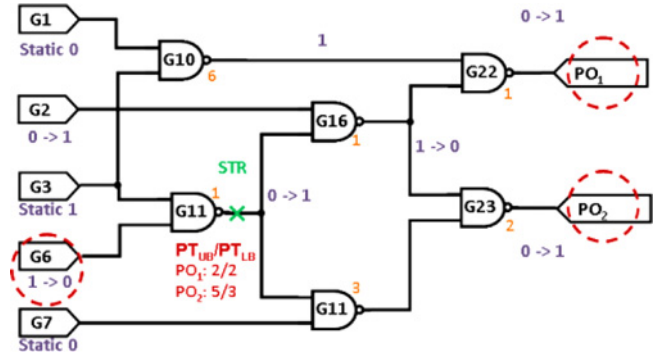 G1
Static 0
G10
6
1
0 -> 1
G22
1
PO1
G2
0 -> 1
G16
1
1 -> 0
STR
G3
Static 1
G11
1
0 -> 1
G23
2
PO2
0 -> 1
G6
1 -> 0
PTUB/PTLB
PO1: 2/2
PO2: 5/3
G11
3
G7
Static 0